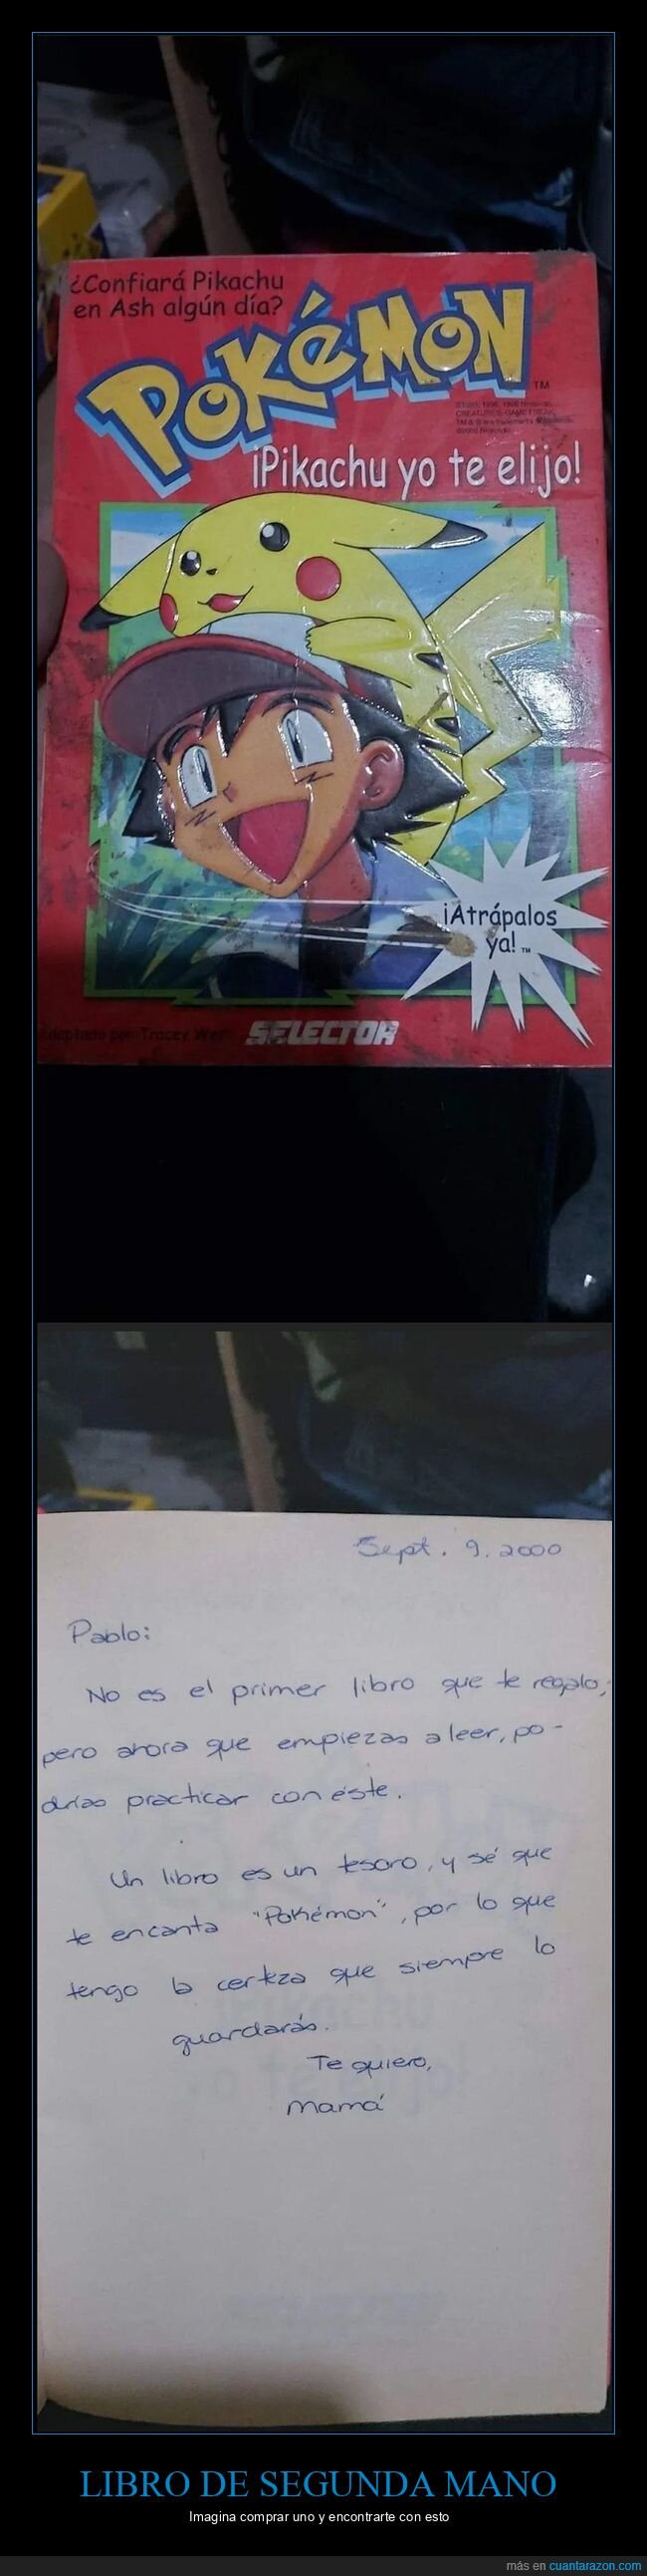 ¿Confiará Pikachu
en Ash algún día?
POKéMON
TM
¡Pikachu yo te elijo!
¡Atrápalos
ya! TM
Tracey
SELECTOR
Sept. 9. 2000
Pablo:
No es el primer libro que te regalo;
pero ahora que empiezas a leer, po-
drías practicar con éste.
Un libro es un tesoro, y sé que
te encanta "Pokémon", por lo que
tengo la certeza que siempre lo
guardarás.
Te quiero,
Mamá
LIBRO DE SEGUNDA MANO
Imagina comprar uno y encontrarte con esto
más en cuantarazon.com